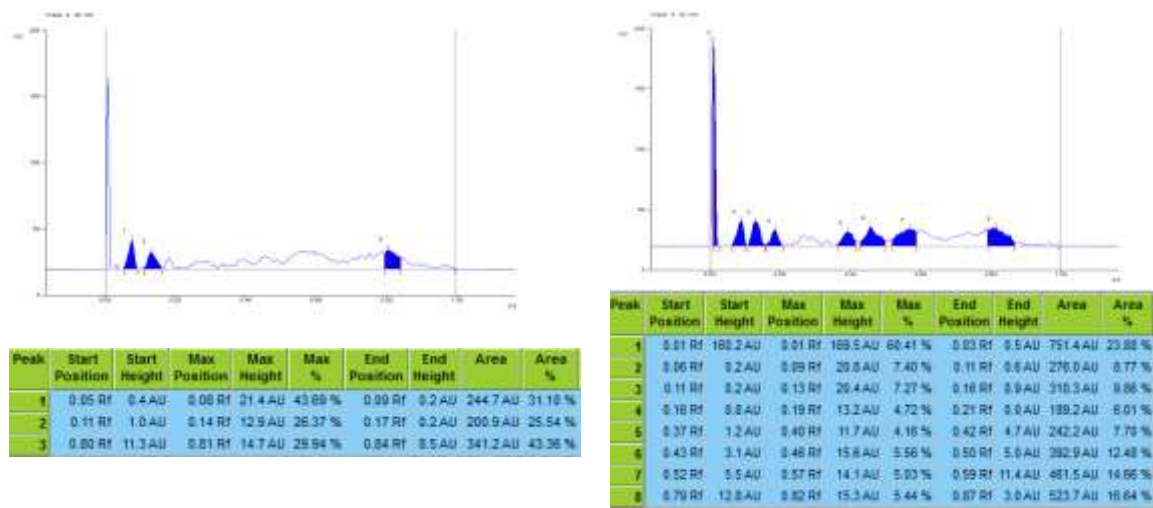 Peak Start Position Start Height Max Position Max Height Max % End Position End Height Area Area %
1 0.05 Rf 0.4 AU 0.08 Rf 21.4 AU 43.69 % 0.09 Rf 0.2 AU 244.7 AU 31.10 %
2 0.11 Rf 1.0 AU 0.14 Rf 12.9 AU 26.37 % 0.17 Rf 0.2 AU 200.9 AU 25.54 %
3 0.80 Rf 11.3 AU 0.81 Rf 14.7 AU 29.94 % 0.84 Rf 8.5 AU 341.2 AU 43.36 %
Peak Start Position Start Height Max Position Max Height Max % End Position End Height Area Area %
1 0.01 Rf 160.2 AU 0.01 Rf 169.5 AU 60.41 % 0.03 Rf 0.5 AU 751.4 AU 23.88 %
2 0.06 Rf 0.2 AU 0.09 Rf 20.8 AU 7.40 % 0.11 Rf 0.6 AU 276.0 AU 8.77 %
3 0.11 Rf 0.2 AU 0.13 Rf 20.4 AU 7.27 % 0.16 Rf 0.9 AU 310.3 AU 9.86 %
4 0.16 Rf 0.8 AU 0.19 Rf 13.2 AU 4.72 % 0.21 Rf 0.0 AU 189.2 AU 6.01 %
5 0.37 Rf 1.2 AU 0.40 Rf 11.7 AU 4.16 % 0.42 Rf 4.7 AU 242.2 AU 7.70 %
6 0.43 Rf 3.1 AU 0.46 Rf 15.6 AU 5.56 % 0.50 Rf 5.0 AU 392.9 AU 12.48 %
7 0.52 Rf 5.5 AU 0.57 Rf 14.1 AU 5.03 % 0.59 Rf 11.4 AU 461.5 AU 14.66 %
8 0.79 Rf 12.8 AU 0.82 Rf 15.3 AU 5.44 % 0.87 Rf 3.0 AU 523.7 AU 16.64 %